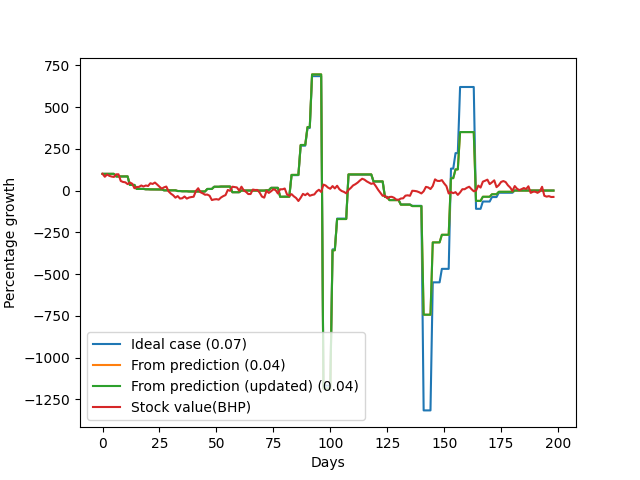 750
500
250
0
−250
−500
−750
−1000
−1250
Percentage growth
Ideal case (0.07)
From prediction (0.04)
From prediction (updated) (0.04)
Stock value(BHP)
0 25 50 75 100 125 150 175 200
Days